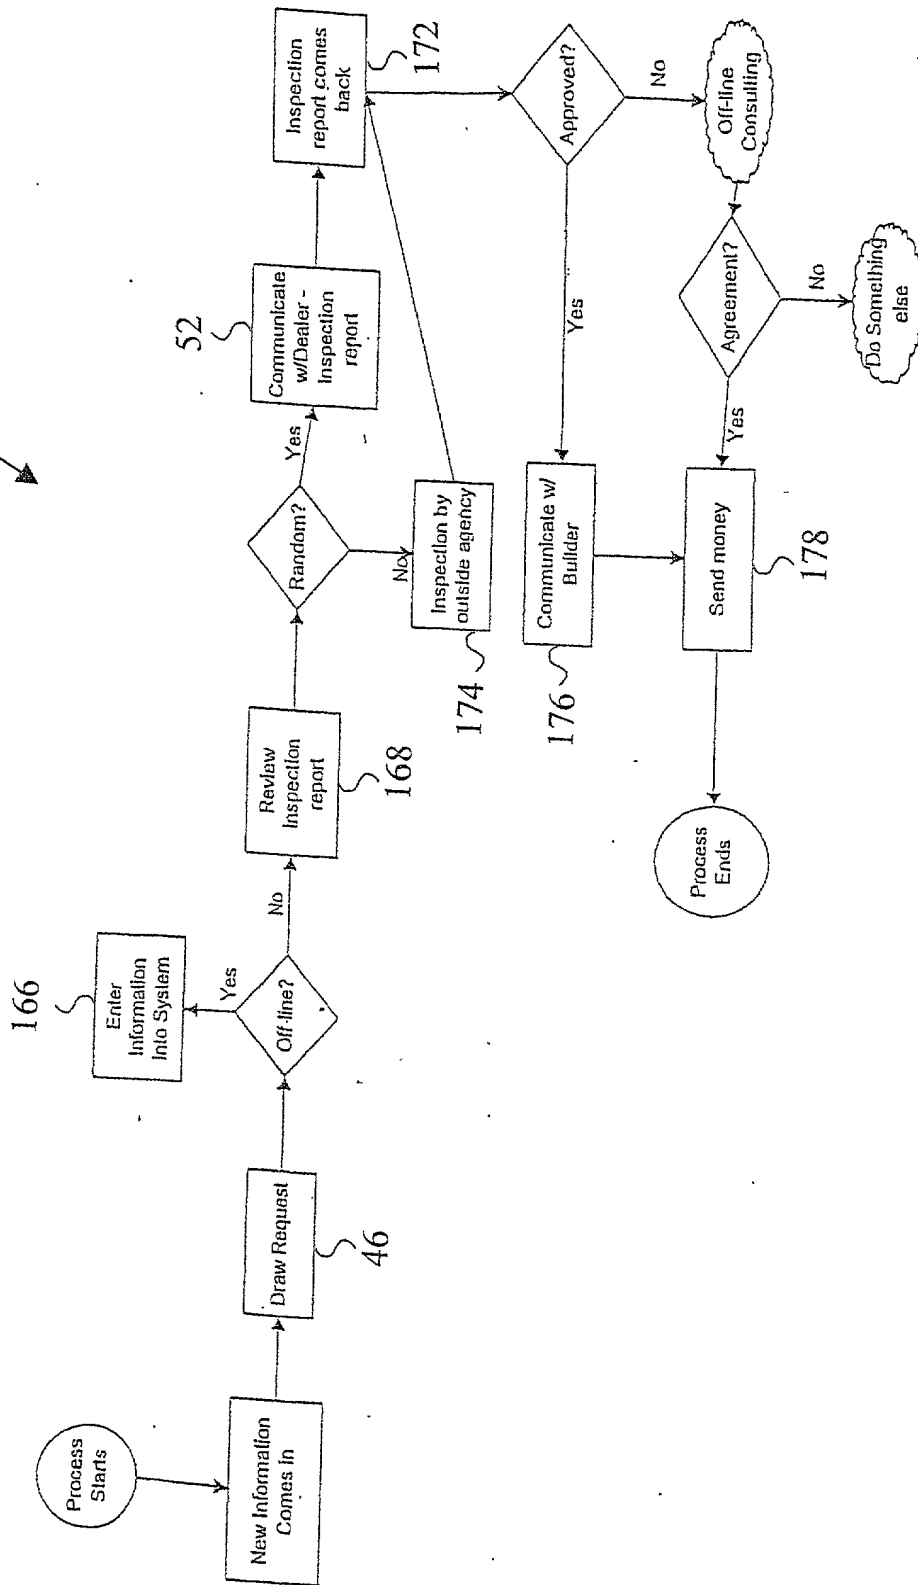 Process
Starts
New Information
Comes In
Draw Request
46
Off-line?
Yes
166
Enter
Information
Into System
No
Review
Inspection
report
168
Random?
Yes
52
Communicate
w/Dealer -
Inspection
report
No
Inspection by
outside agency
174
Inspection
report comes
back
172
Approved?
Yes
No
Communicate w/
Builder
176
Off-line
Consulting
Agreement?
Yes
No
Do Something
else
Send money
178
Process
Ends